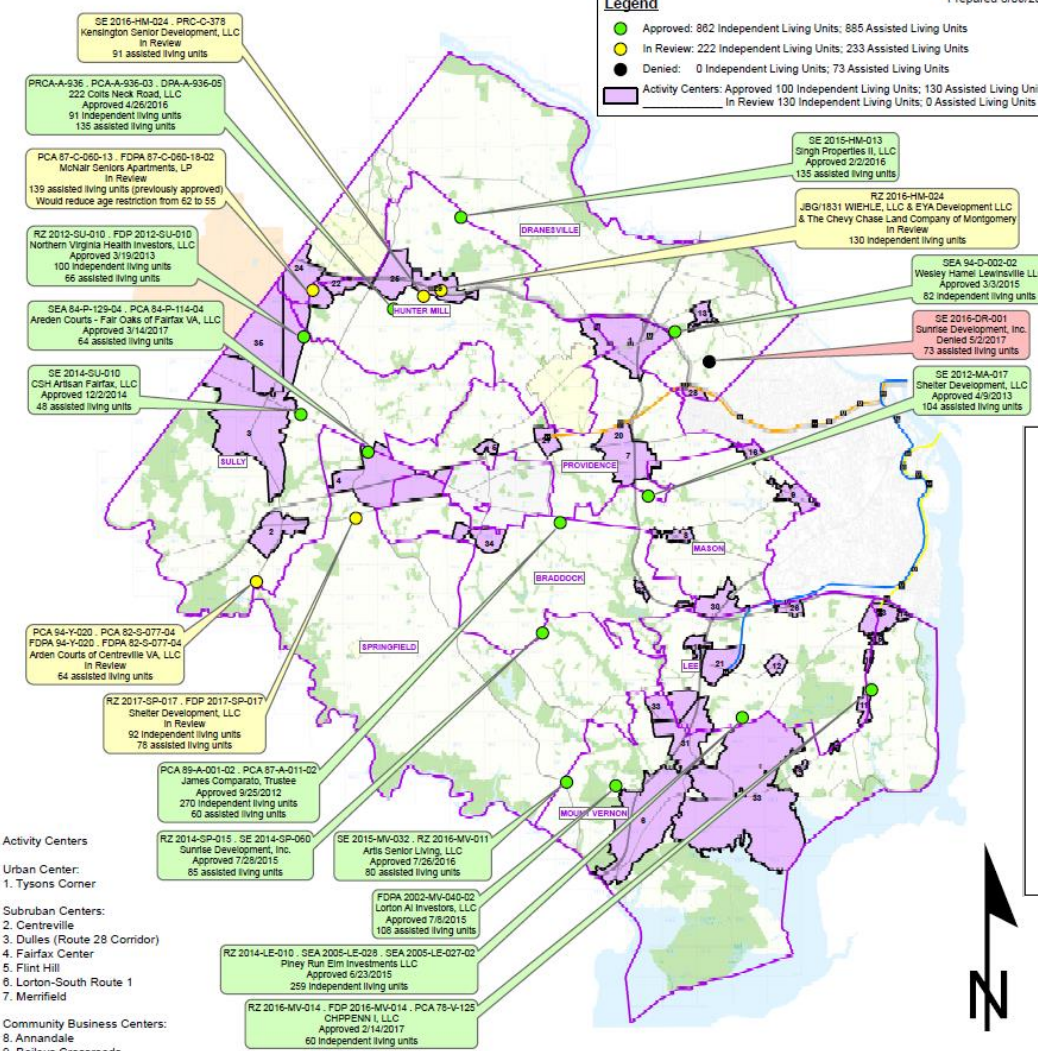 Legend
Approved: 862 Independent Living Units; 885 Assisted Living Units
In Review: 222 Independent Living Units; 233 Assisted Living Units
Denied: 0 Independent Living Units; 73 Assisted Living Units
Activity Centers: Approved 100 Independent Living Units; 130 Assisted Living
In Review 130 Independent Living Units; 0 Assisted Living Units
SE 2016-HM-024 . PRC-C-378
Kensington Senior Development, LLC
In Review
91 assisted living units
PRCA-A-936 . PCA-A-936-03 . DPA-A-936-05
222 Colts Neck Road, LLC
Approved 4/26/2016
91 Independent living units
135 assisted living units
PCA 87-C-060-13 . FDPA 87-C-060-18-02
McNair Seniors Apartments, LP
In Review
139 assisted living units (previously approved)
Would reduce age restriction from 62 to 55
RZ 2012-SU-010 . FDP 2012-SU-010
Northern Virginia Health Investors, LLC
Approved 3/19/2013
100 Independent living units
66 assisted living units
SEA 84-P-129-04 . PCA 84-P-114-04
Areden Courts - Fair Oaks of Fairfax VA, LLC
Approved 3/14/2017
64 assisted living units
SE 2014-SU-010
CSH Artisan Fairfax, LLC
Approved 12/2/2014
48 assisted living units
SE 2015-HM-013
Singh Properties II, LLC
Approved 2/2/2016
135 assisted living units
RZ 2016-HM-024
JBG/1831 WIEHLE, LLC & EYA Development LLC
& The Chevy Chase Land Company of Montgomery
In Review
130 Independent living units
SEA 94-D-002-02
Wesley Hamel Lewinsville
Approved 3/3/2015
82 Independent living units
SE 2016-DR-001
Sunrise Development, Inc.
Denied 5/2/2017
73 assisted living units
SE 2012-MA-017
Shelter Development, LLC
Approved 4/9/2013
104 assisted living units
DRANESVILLE
HUNTER MILL
SULLY
PROVIDENCE
MASON
BRADDOCK
SPRINGFIELD
LEE
MOUNT VERNON
PCA 94-Y-020 . PCA 82-S-077-04
FDPA 94-Y-020 . FDPA 82-S-077-04
Arden Courts of Centreville VA, LLC
In Review
64 assisted living units
RZ 2017-SP-017 . FDP 2017-SP-017
Shelter Development, LLC
In Review
92 Independent living units
78 assisted living units
PCA 89-A-001-02 . PCA 87-A-011-02
James Comparato, Trustee
Approved 9/25/2012
270 Independent living units
60 assisted living units
RZ 2014-SP-015 . SE 2014-SP-060
Sunrise Development, Inc.
Approved 7/28/2015
85 assisted living units
SE 2015-MV-032 . RZ 2016-MV-011
Artis Senior Living, LLC
Approved 7/26/2016
80 assisted living units
FDPA 2002-MV-040-02
Lorton Al Investors, LLC
Approved 7/8/2015
108 assisted living units
RZ 2014-LE-010 . SEA 2005-LE-028 . SEA 2005-LE-027-02
Piney Run Elm Investments LLC
Approved 6/23/2015
259 Independent living units
RZ 2016-MV-014 . FDP 2016-MV-014 . PCA 78-V-125
CHPPENN I, LLC
Approved 2/14/2017
60 Independent living units
Activity Centers
Urban Center:
1. Tysons Corner
Subruban Centers:
2. Centreville
3. Dulles (Route 28 Corridor)
4. Fairfax Center
5. Flint Hill
6. Lorton-South Route 1
7. Merrifield
Community Business Centers:
8. Annandale
N